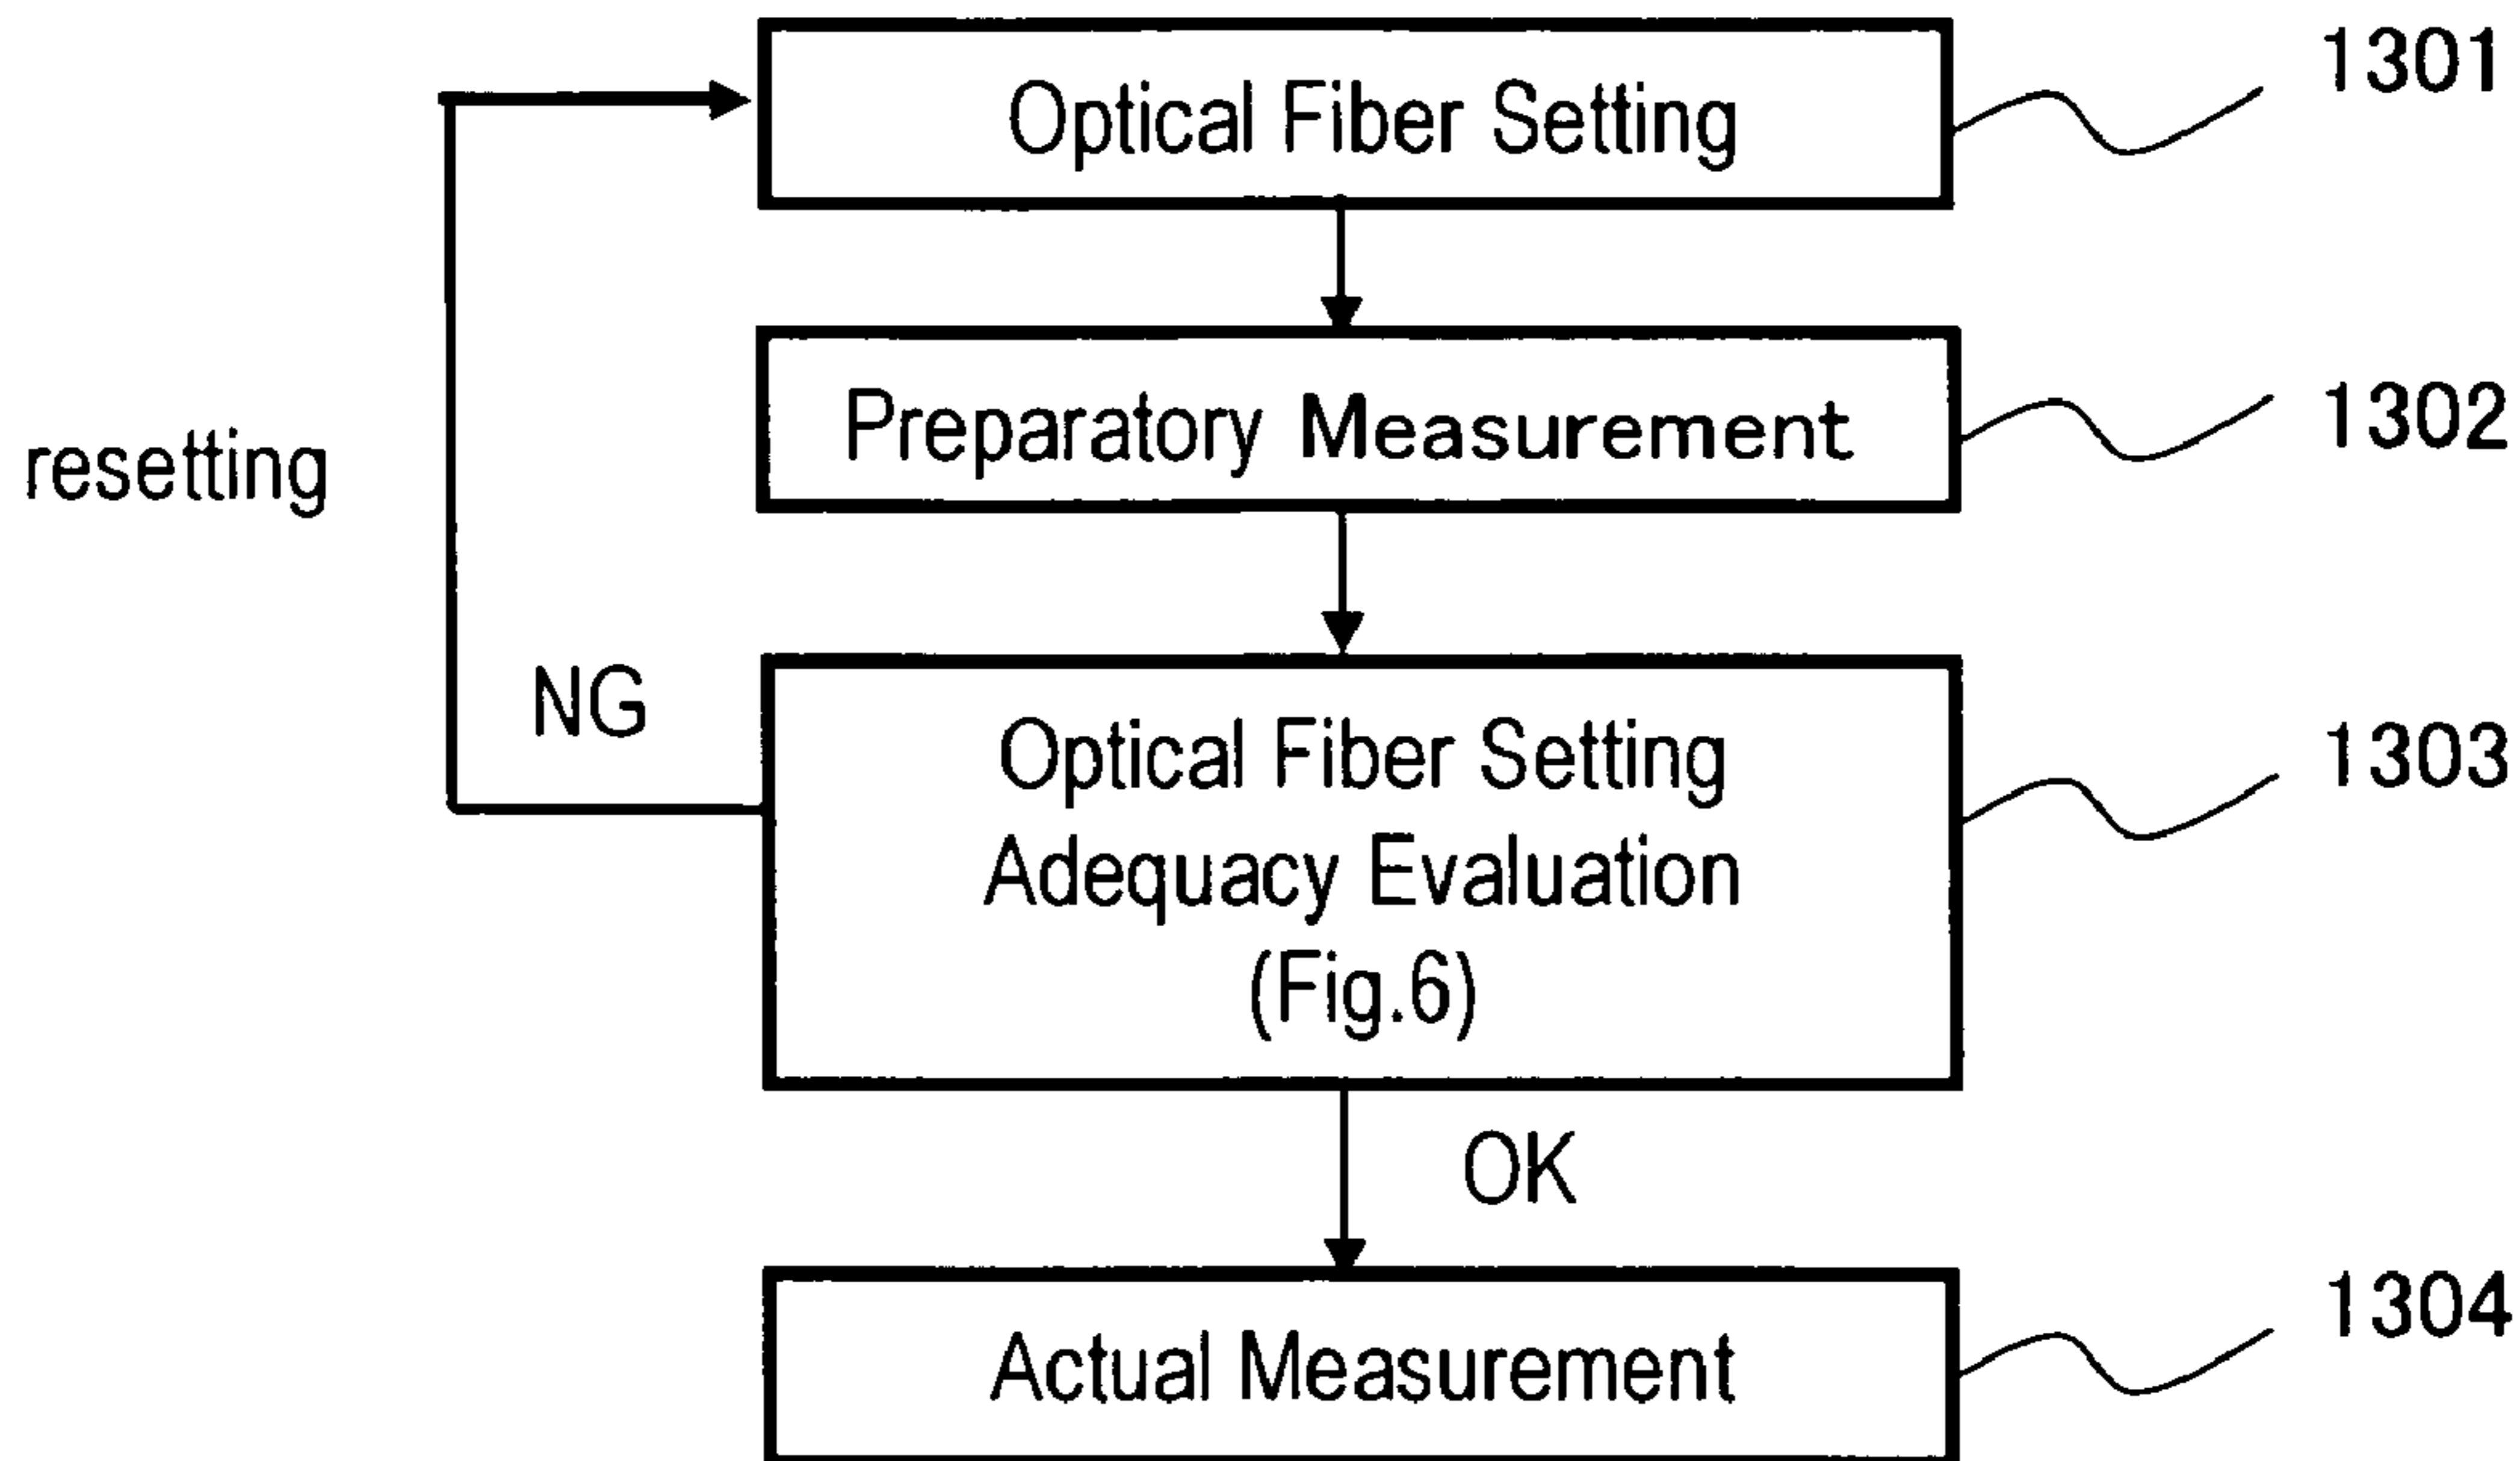 Optical Fiber Setting
1301
Preparatory Measurement
1302
resetting
NG
Optical Fiber Setting
Adequacy Evaluation
(Fig.6)
1303
OK
Actual Measurement
1304